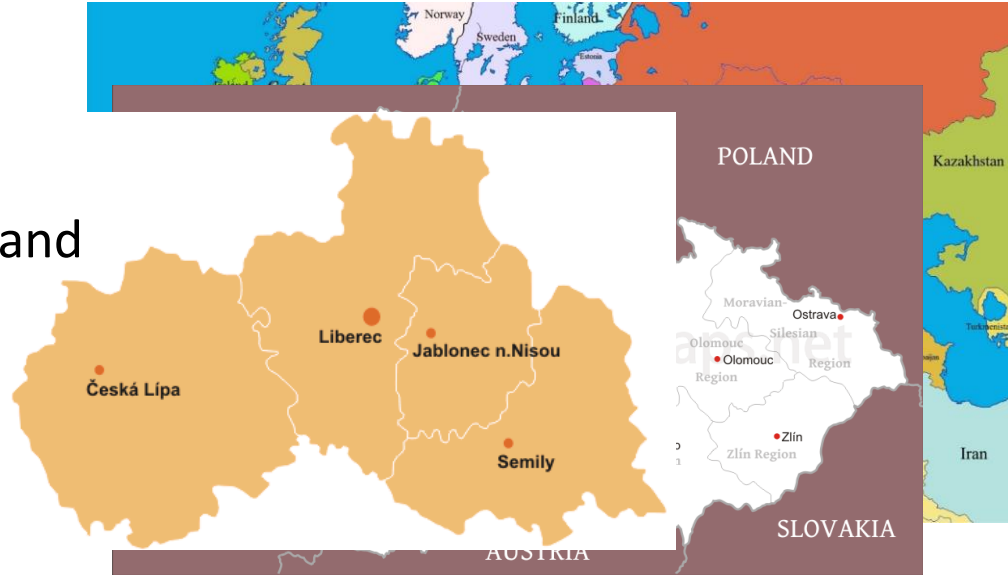 Norway
Finland
Sweden
Estonia
POLAND
Kazakhstan
and
Moravian-
Ostrava
Silesian
Liberec
Jablonec n.Nisou
Olomouc
Olomouc
Region
Region
Česká Lípa
Zlín
Zlín Region
Semily
Iran
SLOVAKIA
AUSTRIA